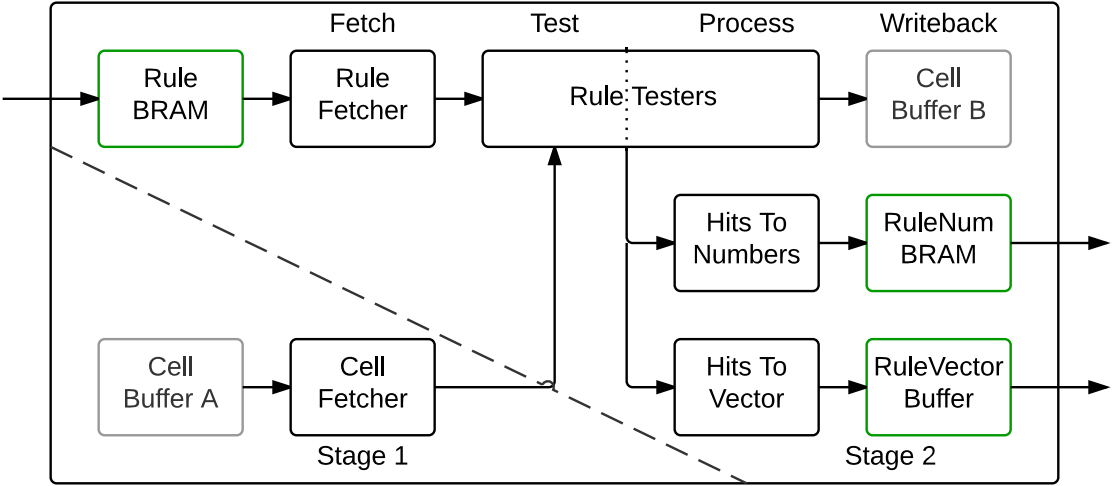 Fetch
Test
Process
Writeback
Rule
BRAM
Rule
Fetcher
Rule Testers
Cell
Buffer B
Hits To
Numbers
RuleNum
BRAM
Cell
Buffer A
Cell
Fetcher
Hits To
Vector
RuleVector
Buffer
Stage 1
Stage 2